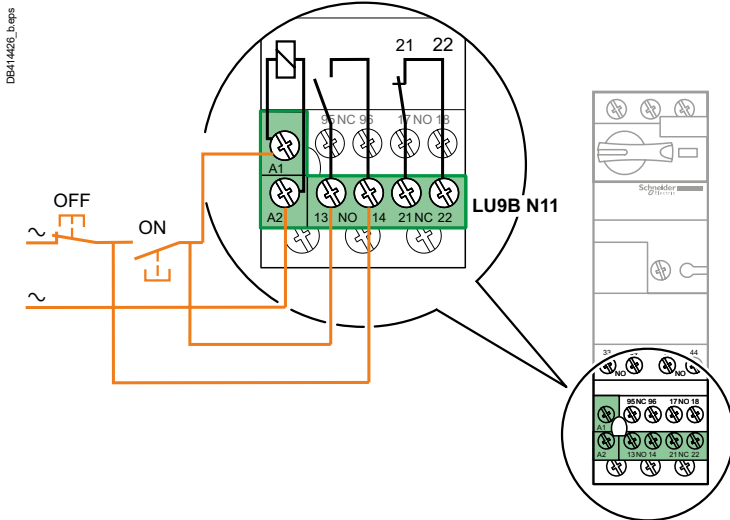 DB414426_b.eps
21 22
95 NC 96 17 NO 18
A1
A2 13 NO 14 21 NC 22
LU9B N11
OFF
ON
~
~
Schneider
Electric
33 44
NO NO
95 NC 96 17 NO 18
A1
A2 13 NO 14 21 NC 22